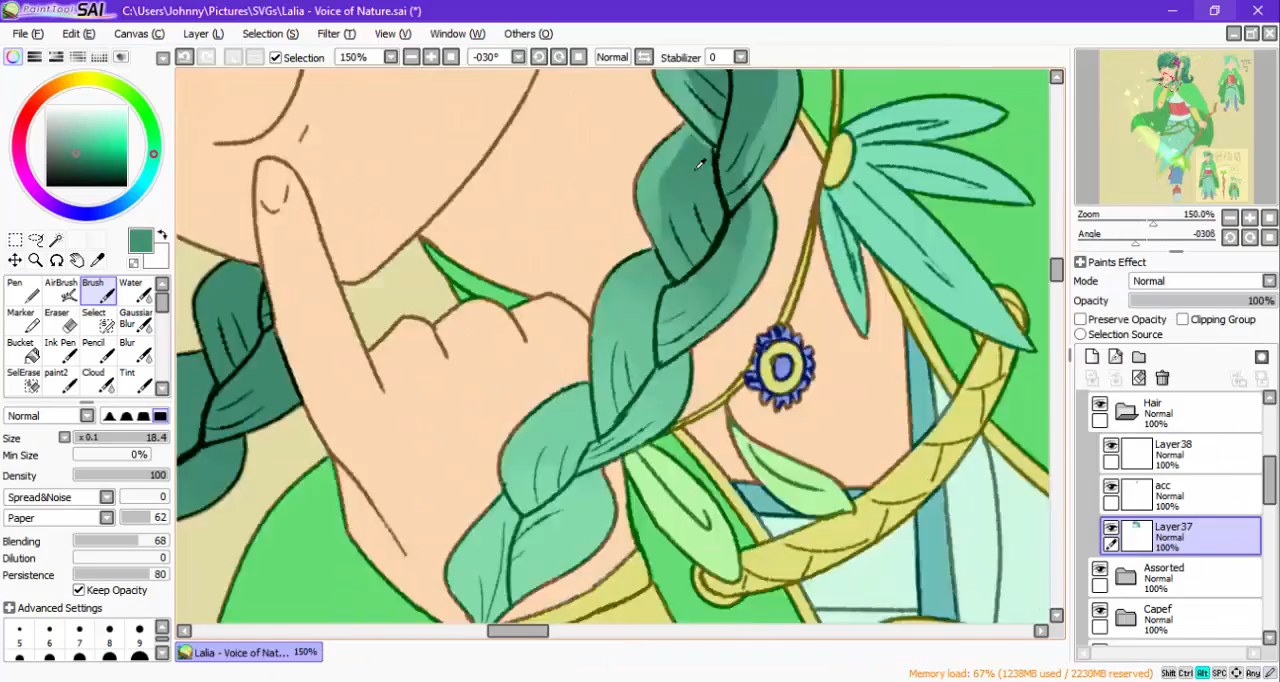 PaintTool SAI C:\Users\Johnny\Pictures\SVGs\Lalia - Voice of Nature.sai (*)
File (F) Edit (E) Canvas (C) Layer (L) Selection (S) Filter (T) View (V) Window (W) Others (O)
Selection 150% -030° Normal Stabilizer 0
Zoom 150.0%
Angle -0306
Paints Effect
Mode Normal
Opacity 100%
Preserve Opacity Clipping Group
Selection Source
Pen AirBrush Brush Water
Marker Eraser Select Gaussian Blur
Bucket Ink Pen Pencil Blur
SelErase paint2 Cloud Tint
Normal
Size x 0.1 18.4
Min Size 0%
Density 100
Spread&Noise 0
Paper 62
Blending 68
Dilution 0
Persistence 80
Keep Opacity
Advanced Settings
5 6 7 8 9
Hair
Normal
100%
Layer38
Normal
100%
acc
Normal
100%
Layer37
Normal
100%
Assorted
Normal
100%
Capef
Normal
100%
Lalia - Voice of Nat... 150%
Memory load: 67% (1238MB used / 2230MB reserved) Shift Ctrl Alt SPC Any